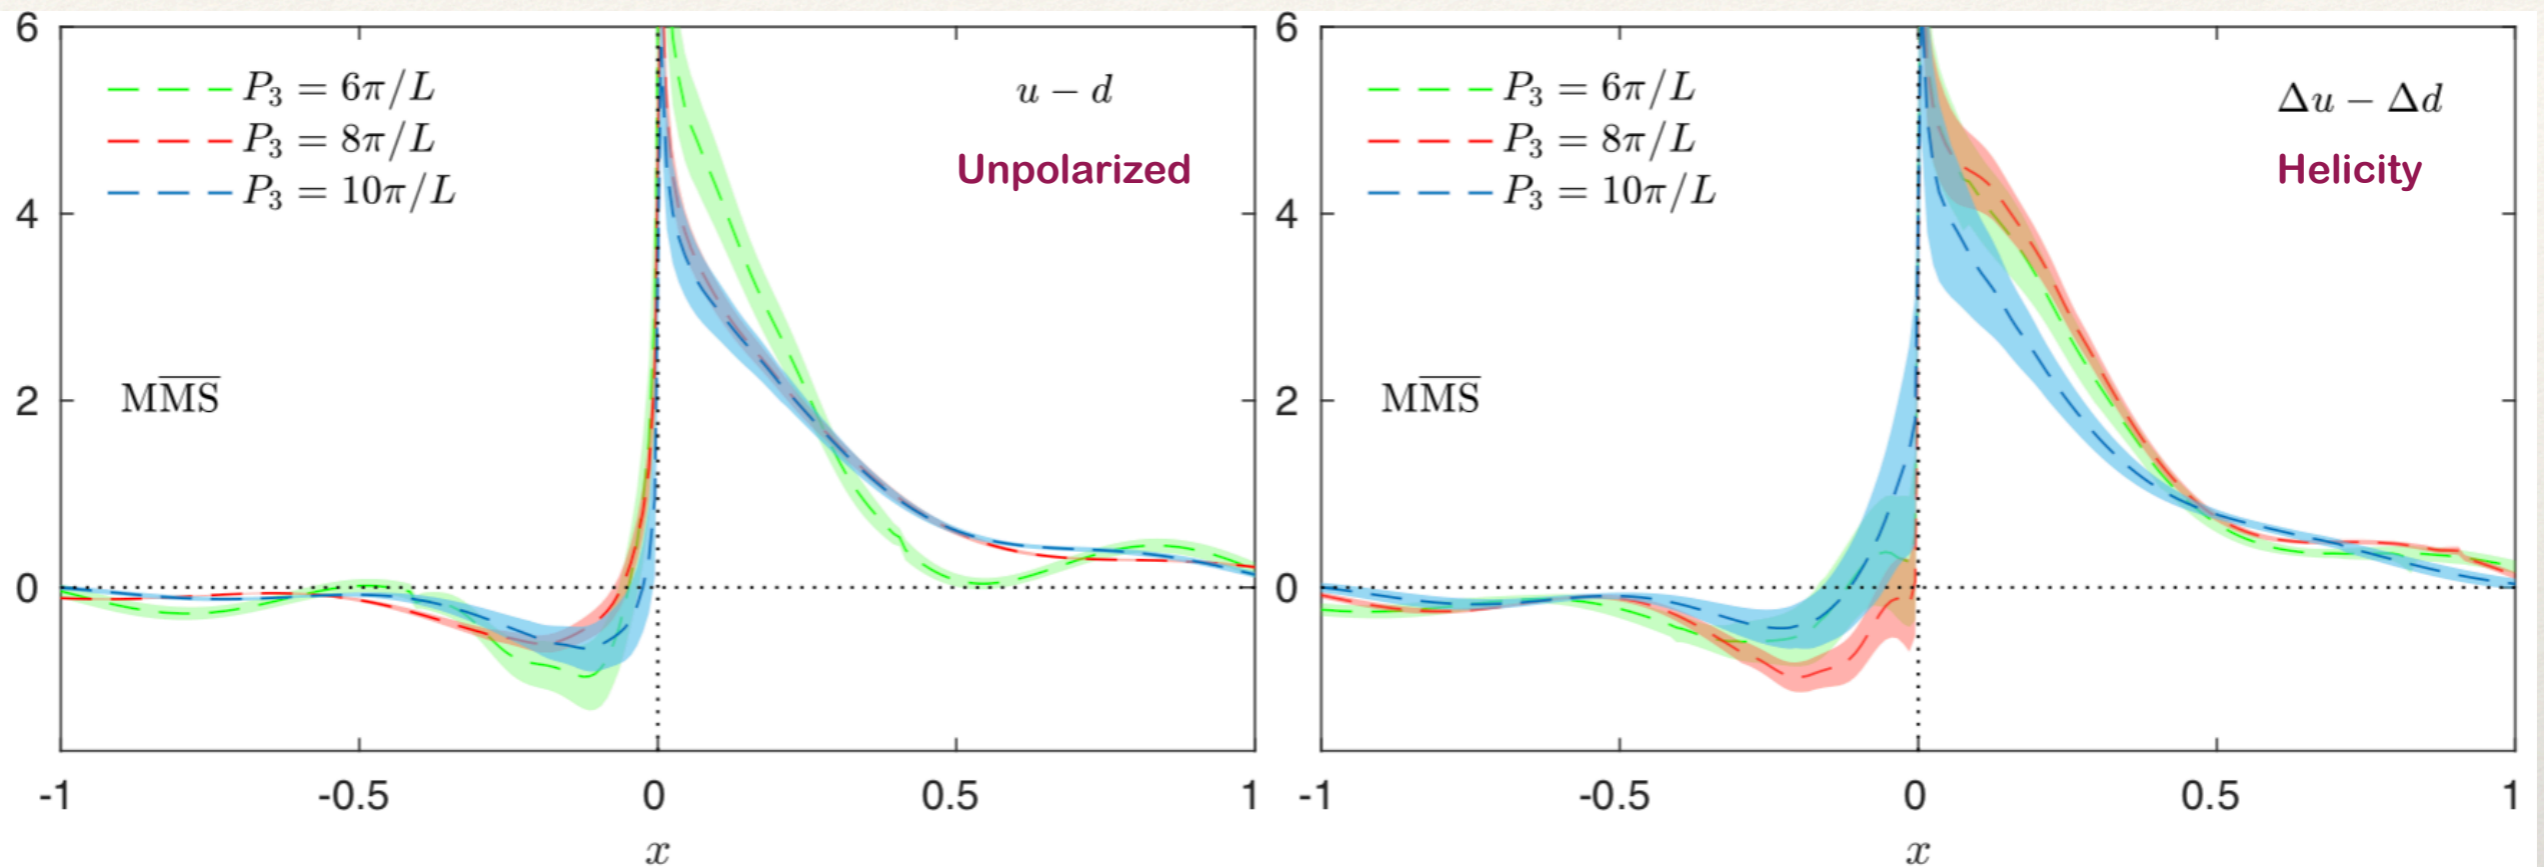 6
4
2
0
P₃ = 6π/L
P₃ = 8π/L
P₃ = 10π/L
u − d
Unpolarized
MM̅S̅
-1 -0.5 0 0.5 1
x
6
4
2
0
P₃ = 6π/L
P₃ = 8π/L
P₃ = 10π/L
Δu − Δd
Helicity
MM̅S̅
-1 -0.5 0 0.5 1
x